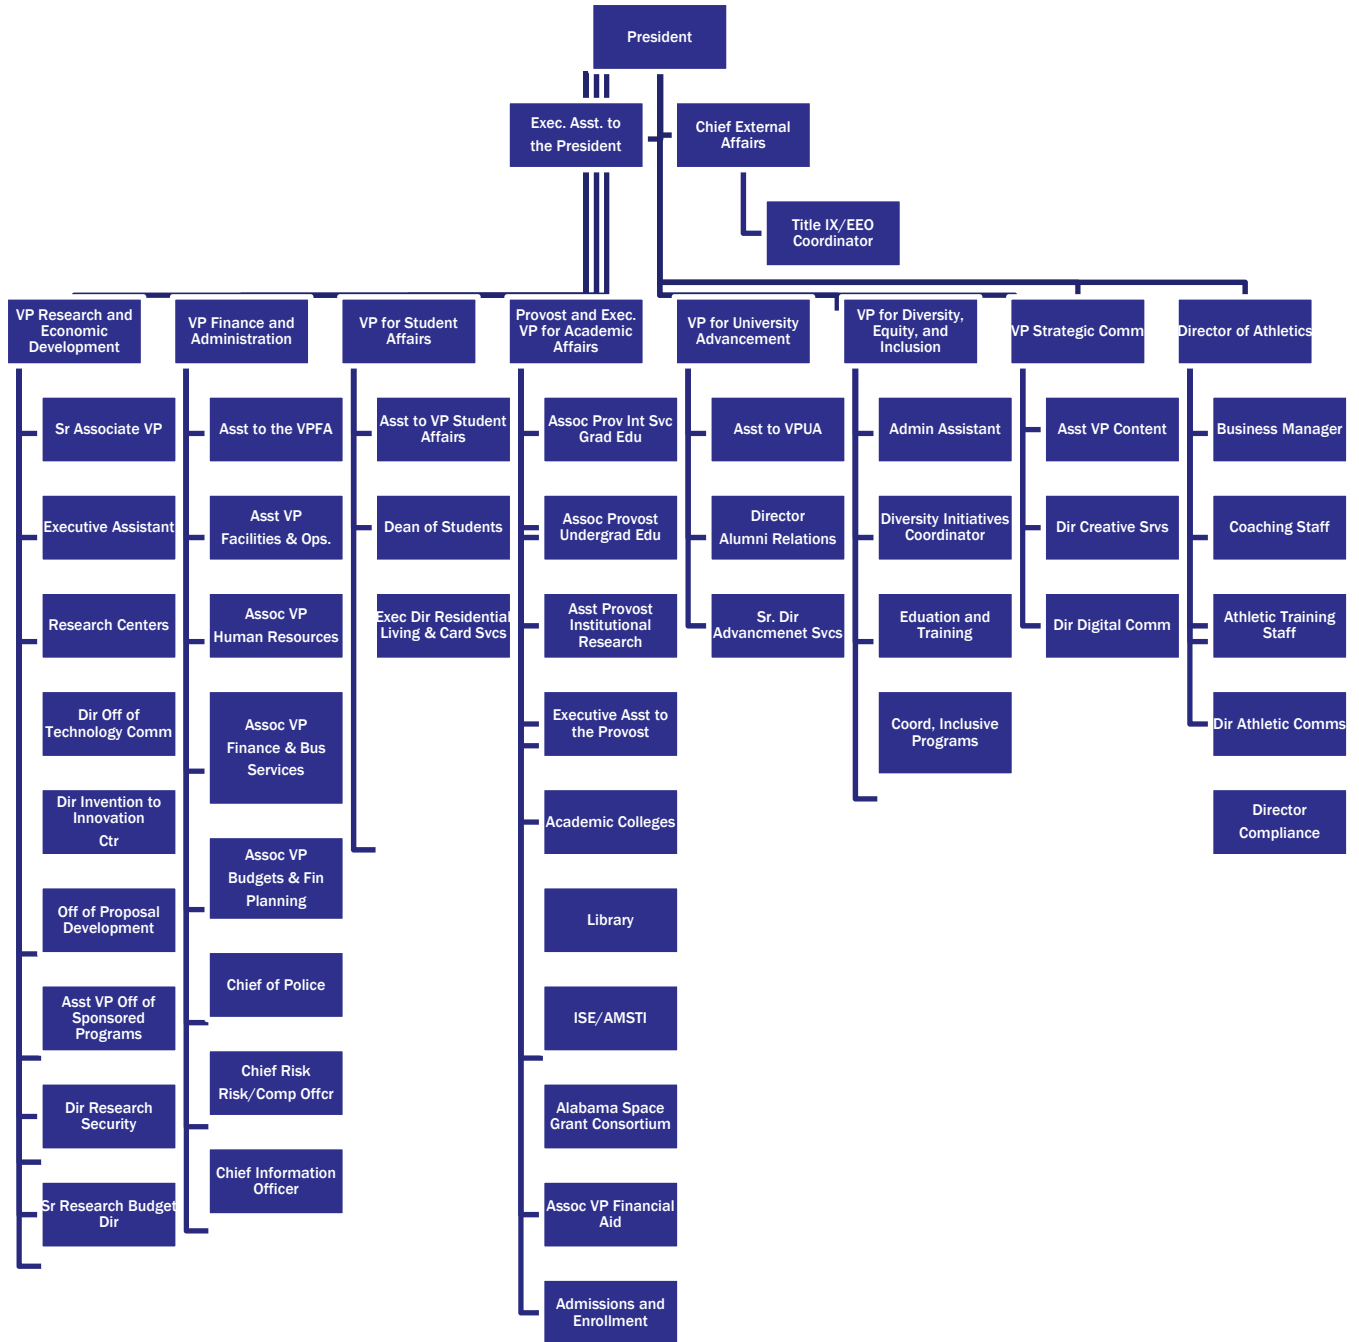 President
Exec. Asst. to
the President
Chief External
Affairs
Title IX/EEO
Coordinator
VP Research and
Economic
Development
Sr Associate VP
Executive Assistant
Research Centers
Dir Off of
Technology Comm
Dir Invention to
Innovation
Ctr
Off of Proposal
Development
Asst VP Off of
Sponsored
Programs
Dir Research
Security
Sr Research Budget
Dir
VP Finance and
Administration
Asst to the VPFA
Asst VP
Facilities & Ops.
Assoc VP
Human Resources
Assoc VP
Finance & Bus
Services
Assoc VP
Budgets & Fin
Planning
Chief of Police
Chief Risk
Risk/Comp Offcr
Chief Information
Officer
VP for Student
Affairs
Asst to VP Student
Affairs
Dean of Students
Exec Dir Residential
Living & Card Svcs
Provost and Exec.
VP for Academic
Affairs
Assoc Prov Int Svc
Grad Edu
Assoc Provost
Undergrad Edu
Asst Provost
Institutional
Research
Executive Asst to
the Provost
Academic Colleges
Library
ISE/AMSTI
Alabama Space
Grant Consortium
Assoc VP Financial
Aid
Admissions and
Enrollment
VP for University
Advancement
Asst to VPUA
Director
Alumni Relations
Sr. Dir
Advancmenet Svcs
VP for Diversity,
Equity, and
Inclusion
Admin Assistant
Diversity Initiatives
Coordinator
Eduation and
Training
Coord, Inclusive
Programs
VP Strategic Comm
Asst VP Content
Dir Creative Srvs
Dir Digital Comm
Director of Athletics
Business Manager
Coaching Staff
Athletic Training
Staff
Dir Athletic Comms
Director
Compliance